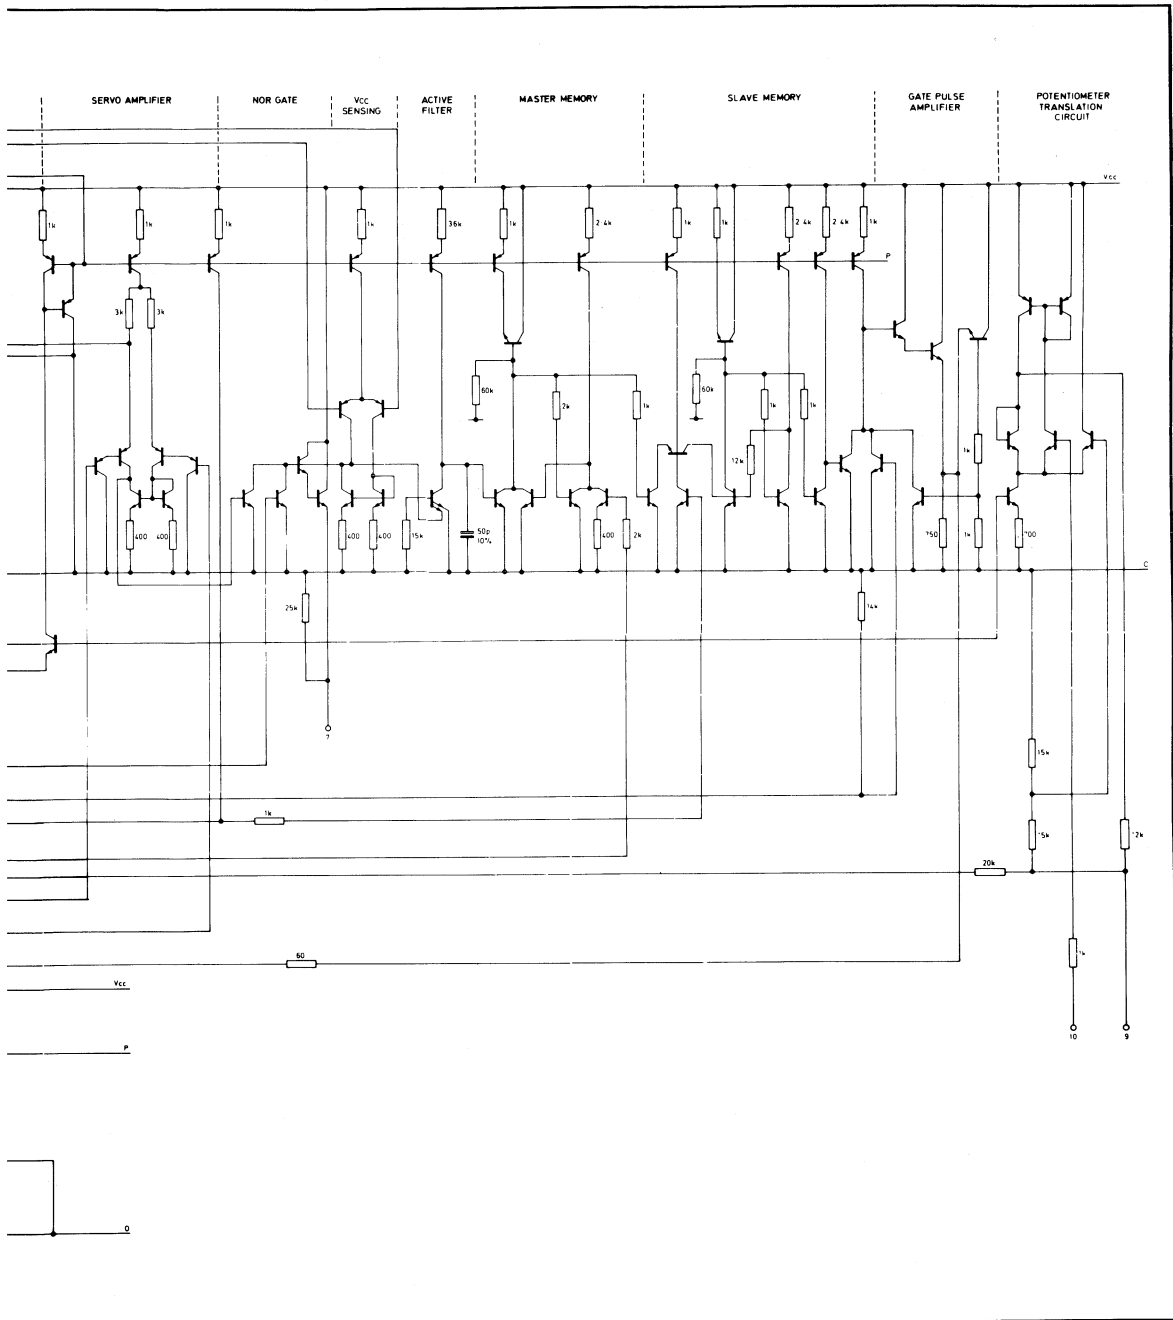 SERVO AMPLIFIER
NOR GATE
Vcc
SENSING
ACTIVE
FILTER
MASTER MEMORY
SLAVE MEMORY
GATE PULSE
AMPLIFIER
POTENTIOMETER
TRANSLATION
CIRCUIT
Vcc
1k
1k
1k
1k
36k
1k
2 4k
1k
1k
2 4k
2 4k
1k
P
3k
3k
60k
2k
1k
60k
1k
1k
12k
1k
400
400
400
400
15k
50p
10%
400
2k
1k
C
25k
7
15k
1k
20k
60
Vcc
10
9
P
0